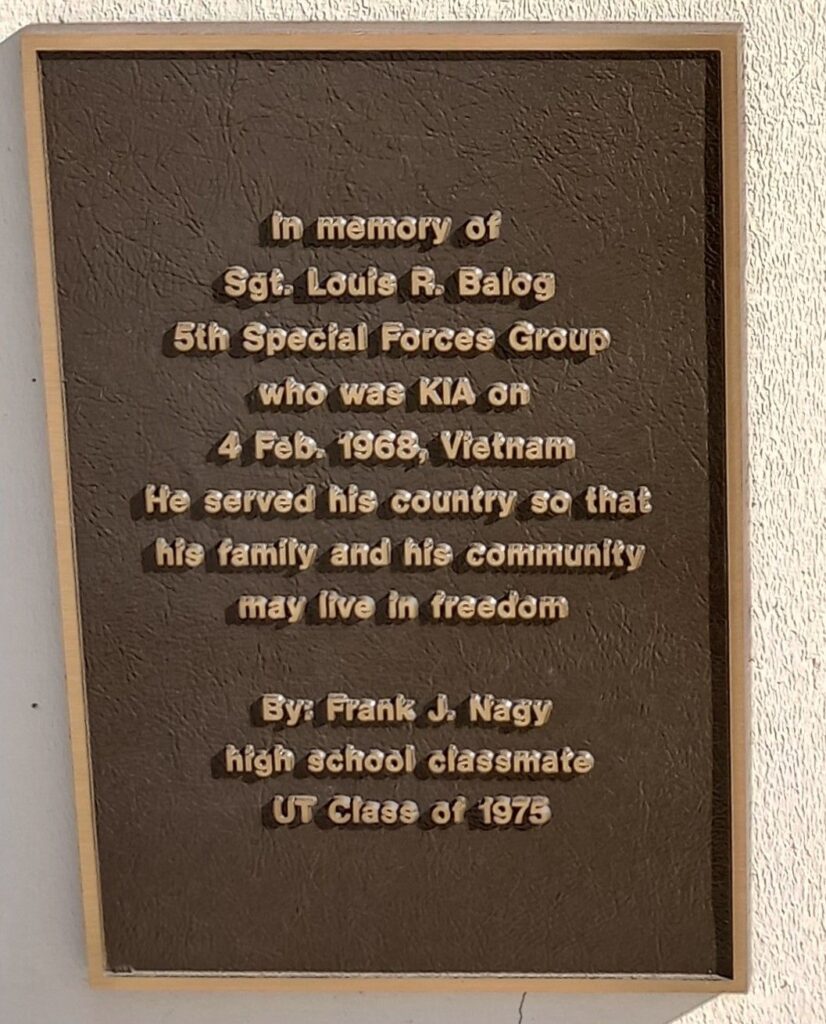 In memory of
Sgt. Louis R. Balog
5th Special Forces Group
who was KIA on
4 Feb. 1968, Vietnam
He served his country so that
his family and his community
may live in freedom
By: Frank J. Nagy
high school classmate
UT Class of 1975